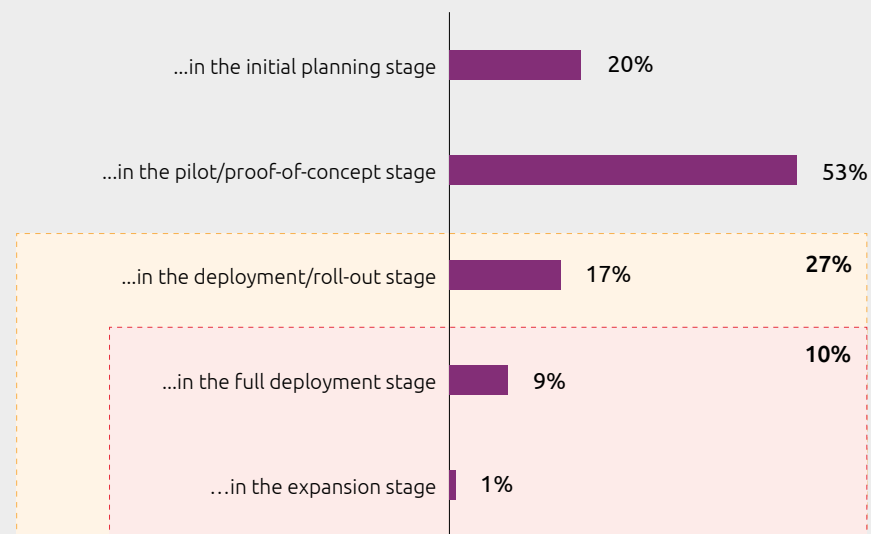 ...in the initial planning stage 20%
...in the pilot/proof-of-concept stage 53%
27%
...in the deployment/roll-out stage 17%
10%
...in the full deployment stage 9%
...in the expansion stage 1%